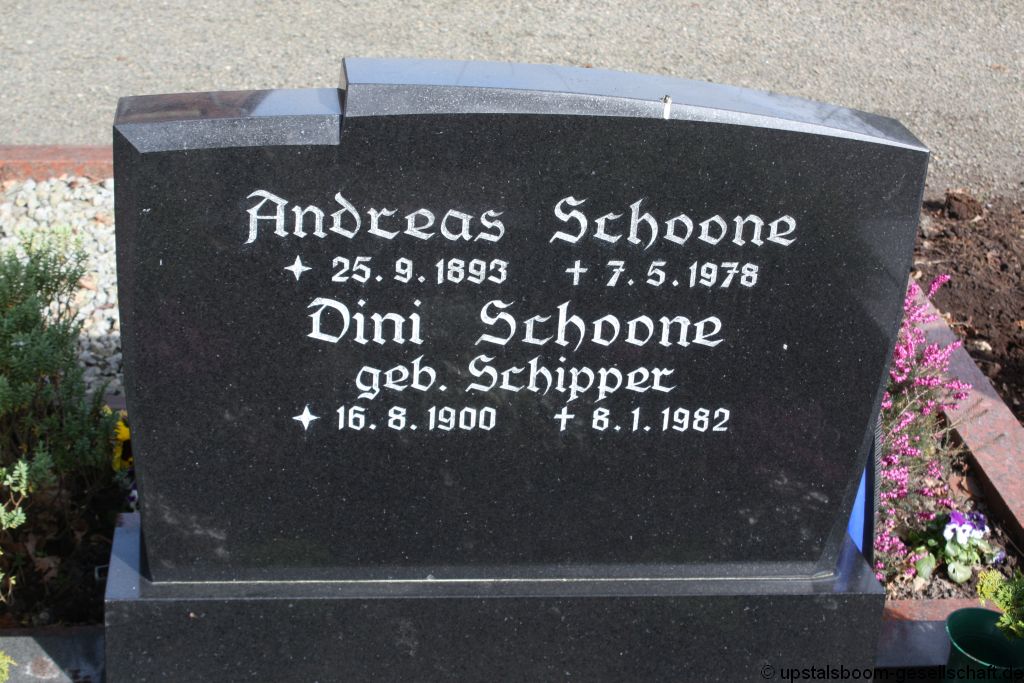 Andreas Schoone
✧ 25.9.1893 † 7.5.1978
Dini Schoone
geb. Schipper
✧ 16.8.1900 † 8.1.1982
© upstalsboom-gesellschaft.de